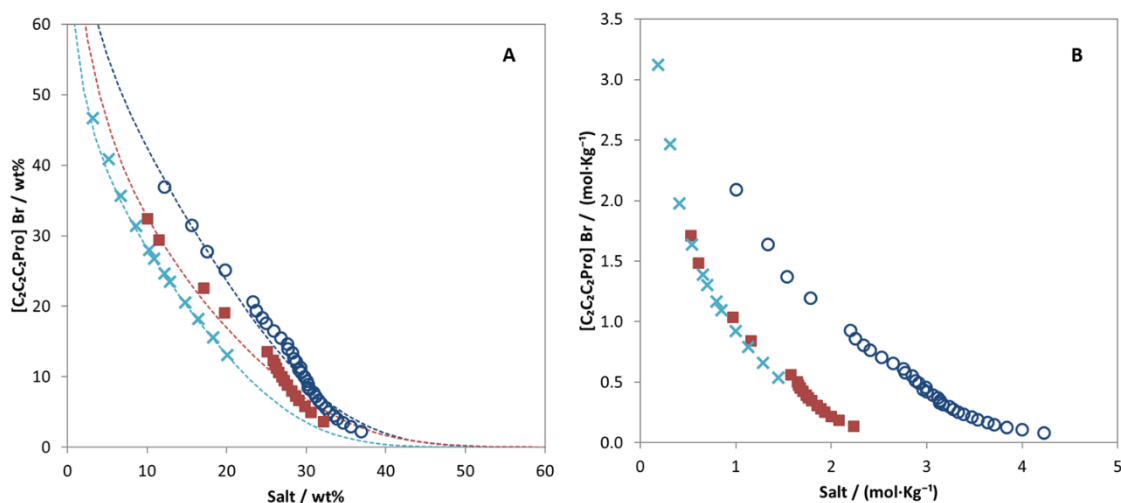 A
60
50
40
30
20
10
0
0 10 20 30 40 50 60
[C₂C₂C₂Pro] Br / wt%
Salt / wt%
B
3.5
3.0
2.5
2.0
1.5
1.0
0.5
0.0
0 1 2 3 4 5
[C₂C₂C₂Pro] Br / (mol·Kg⁻¹)
Salt / (mol·Kg⁻¹)